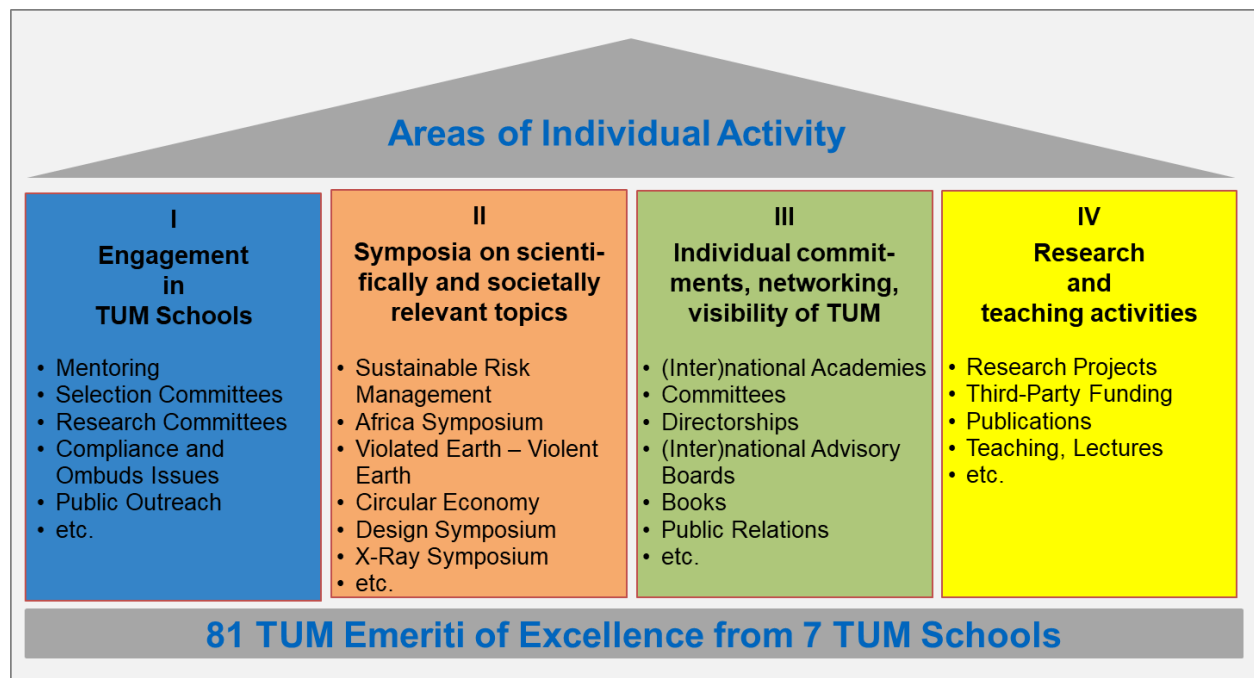 Areas of Individual Activity
I
Engagement
in
TUM Schools
• Mentoring
• Selection Committees
• Research Committees
• Compliance and
Ombuds Issues
• Public Outreach
• etc.
II
Symposia on scienti-
fically and societally
relevant topics
• Sustainable Risk
Management
• Africa Symposium
• Violated Earth – Violent
Earth
• Circular Economy
• Design Symposium
• X-Ray Symposium
• etc.
III
Individual commit-
ments, networking,
visibility of TUM
• (Inter)national Academies
• Committees
• Directorships
• (Inter)national Advisory
Boards
• Books
• Public Relations
• etc.
IV
Research
and
teaching activities
• Research Projects
• Third-Party Funding
• Publications
• Teaching, Lectures
• etc.
81 TUM Emeriti of Excellence from 7 TUM Schools